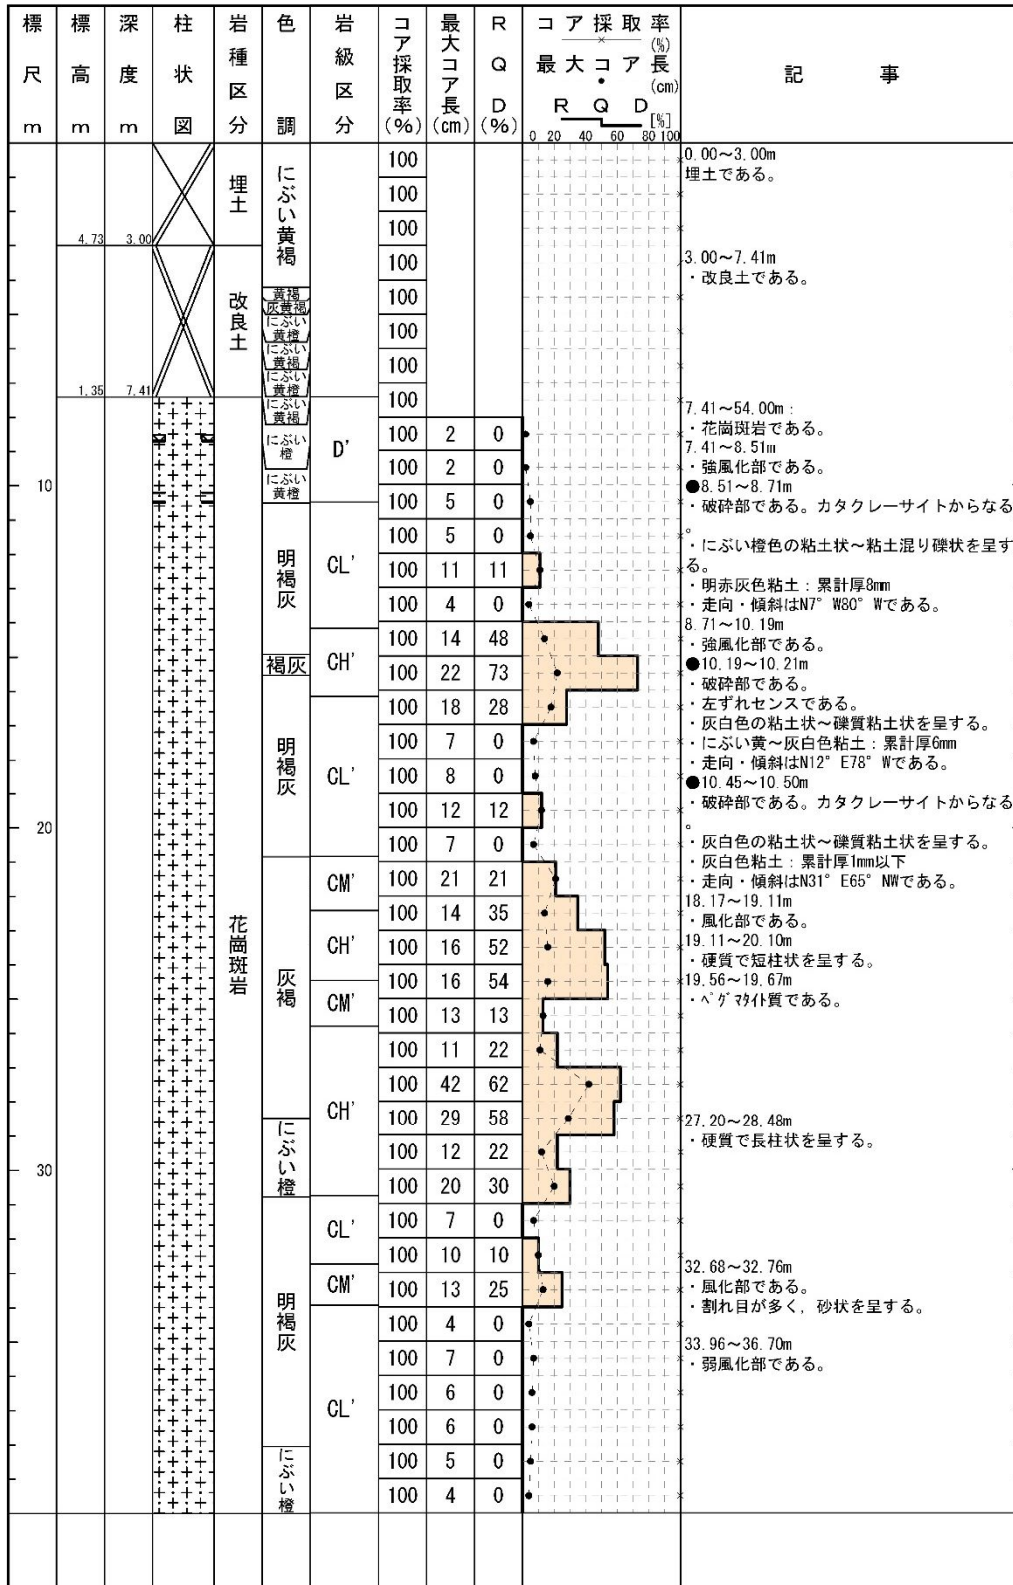 標尺m 標高m 深度m 柱状図 岩種区分 色調 岩級区分 コア採取率(%) 最大コア長(cm) RQD(%) コア採取率(%) 最大コア長(cm) RQD[%] 記事
0 20 40 60 80 100
埋土
にぶい黄褐
100
100
100
4.73 3.00
改良土
100
黄褐
100
灰黄褐
にぶい黄橙
100
にぶい黄褐
100
にぶい黄橙
1.35 7.41
100
にぶい黄褐
花崗斑岩
D'
100 2 0
にぶい橙
100 2 0
にぶい黄橙
10
100 5 0
明褐灰
CL'
100 5 0
100 11 11
100 4 0
CH'
100 14 48
褐灰
100 22 73
明褐灰
CL'
100 18 28
100 7 0
100 8 0
100 12 12
20
100 7 0
灰褐
CM'
100 21 21
100 14 35
CH'
100 16 52
100 16 54
CM'
100 13 13
CH'
100 11 22
100 42 62
100 29 58
にぶい橙
100 12 22
30
100 20 30
明褐灰
CL'
100 7 0
100 10 10
CM'
100 13 25
CL'
100 4 0
100 7 0
100 6 0
100 6 0
にぶい橙
100 5 0
100 4 0
0.00～3.00m
埋土である。
3.00～7.41m
・改良土である。
7.41～54.00m：
・花崗斑岩である。
7.41～8.51m
・強風化部である。
●8.51～8.71m
・破砕部である。カタクレーサイトからなる
。
・にぶい橙色の粘土状～粘土混り礫状を呈す
る。
・明赤灰色粘土：累計厚8mm
・走向・傾斜はN7°W80°Wである。
8.71～10.19m
・強風化部である。
●10.19～10.21m
・破砕部である。
・左ずれセンスである。
・灰白色の粘土状～礫質粘土状を呈する。
・にぶい黄～灰白色粘土：累計厚6mm
・走向・傾斜はN12°E78°Wである。
●10.45～10.50m
・破砕部である。カタクレーサイトからなる
。
・灰白色の粘土状～礫質粘土状を呈する。
・灰白色粘土：累計厚1mm以下
・走向・傾斜はN31°E65°NWである。
18.17～19.11m
・風化部である。
19.11～20.10m
・硬質で短柱状を呈する。
19.56～19.67m
・ペグマタイト質である。
27.20～28.48m
・硬質で長柱状を呈する。
32.68～32.76m
・風化部である。
・割れ目が多く，砂状を呈する。
33.96～36.70m
・弱風化部である。